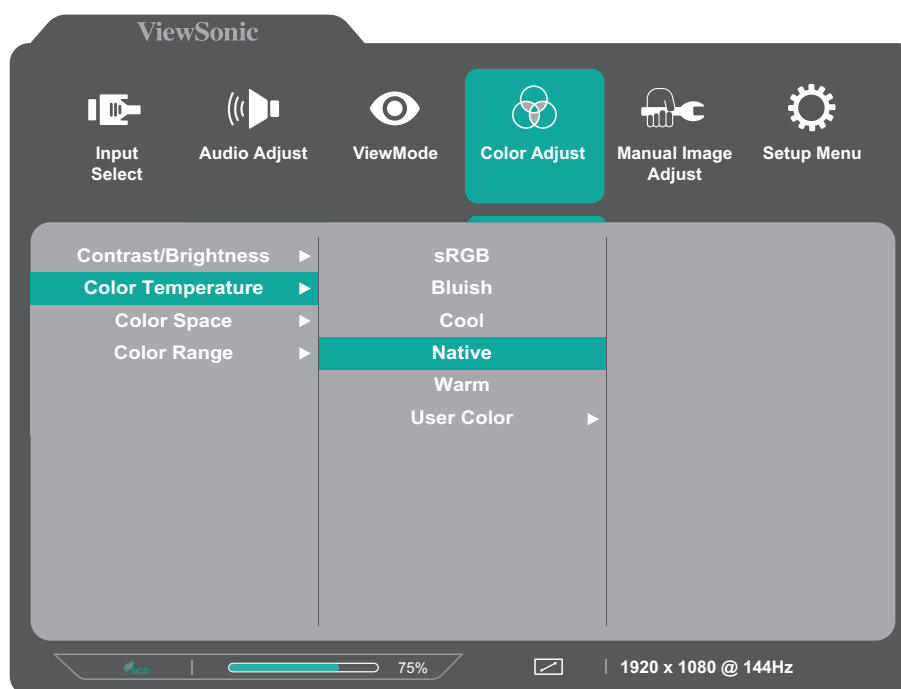 ViewSonic
Input
Select
Audio Adjust
ViewMode
Color Adjust
Manual Image
Adjust
Setup Menu
Contrast/Brightness
Color Temperature
Color Space
Color Range
sRGB
Bluish
Cool
Native
Warm
User Color
eco
75%
1920 x 1080 @ 144Hz